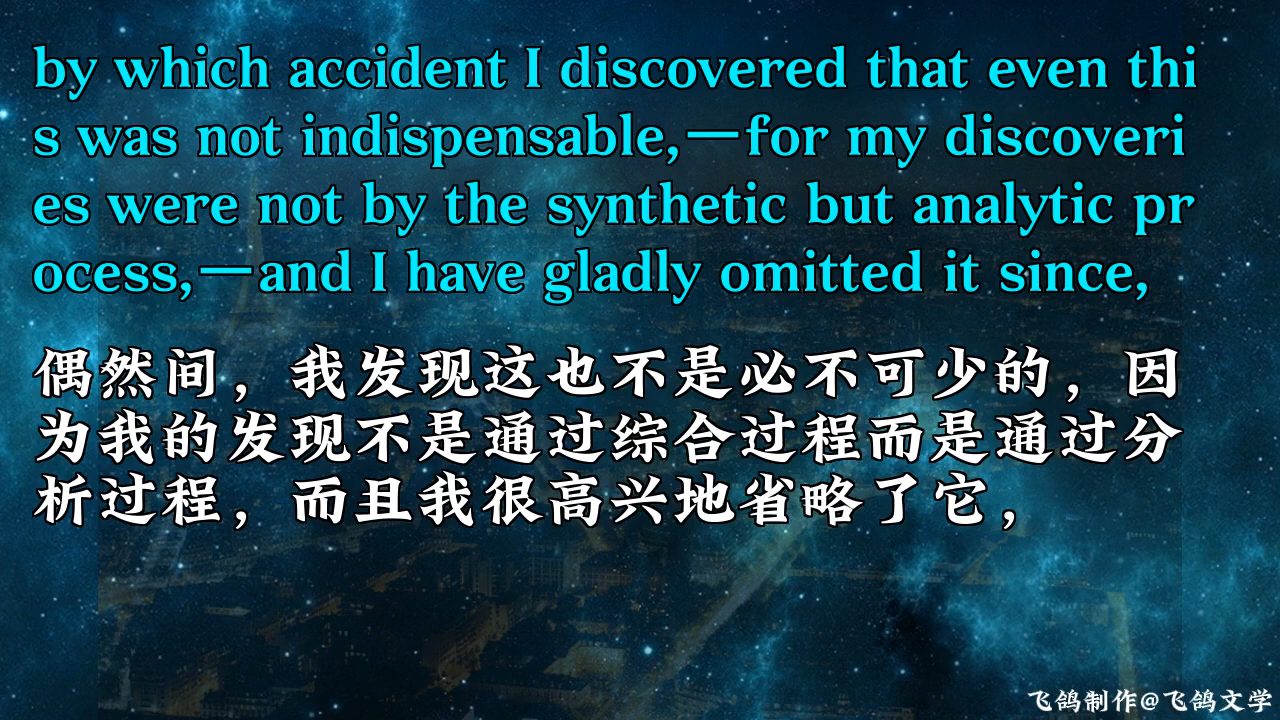 by which accident I discovered that even thi
s was not indispensable,—for my discoveri
es were not by the synthetic but analytic pr
ocess,—and I have gladly omitted it since,
偶然间，我发现这也不是必不可少的，因
为我的发现不是通过综合过程而是通过分
析过程，而且我很高兴地省略了它，
飞鸽制作@飞鸽文学